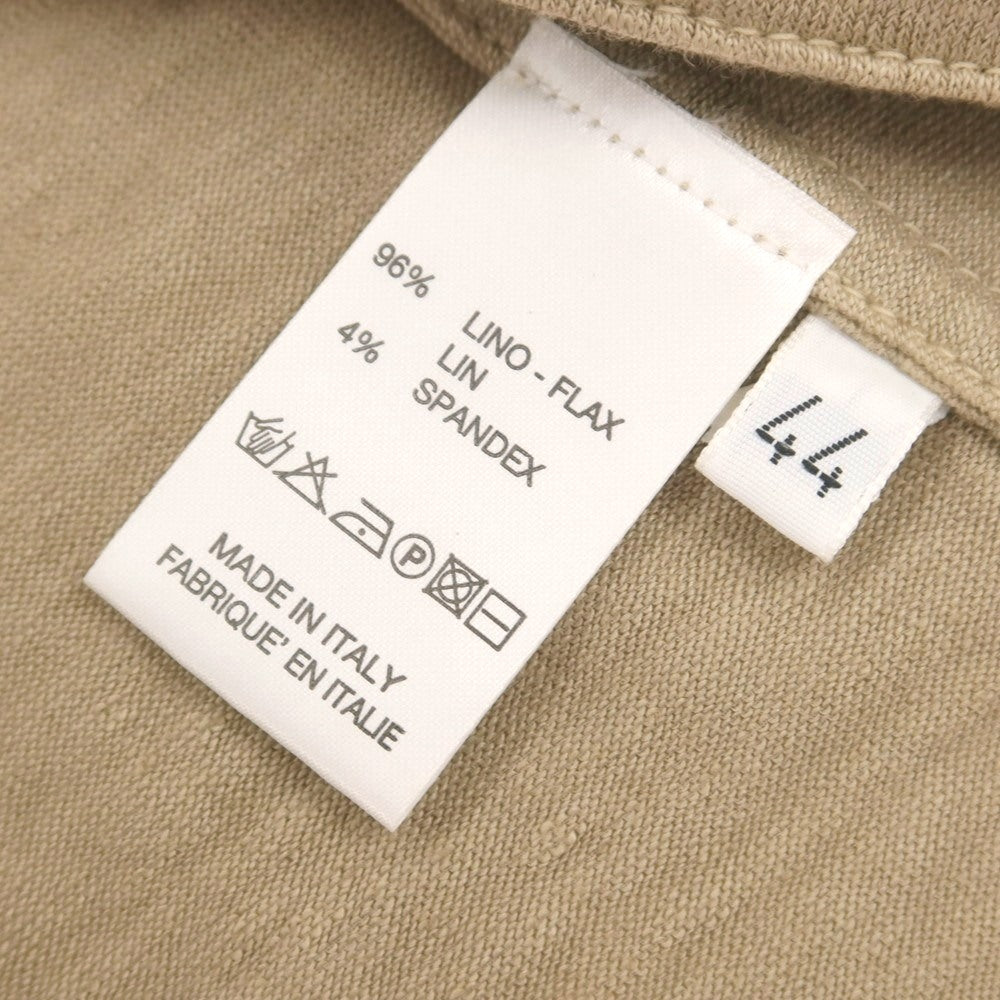 96% LINO - FLAX
LIN
4% SPANDEX
P
MADE IN ITALY
FABRIQUE' EN ITALIE
44